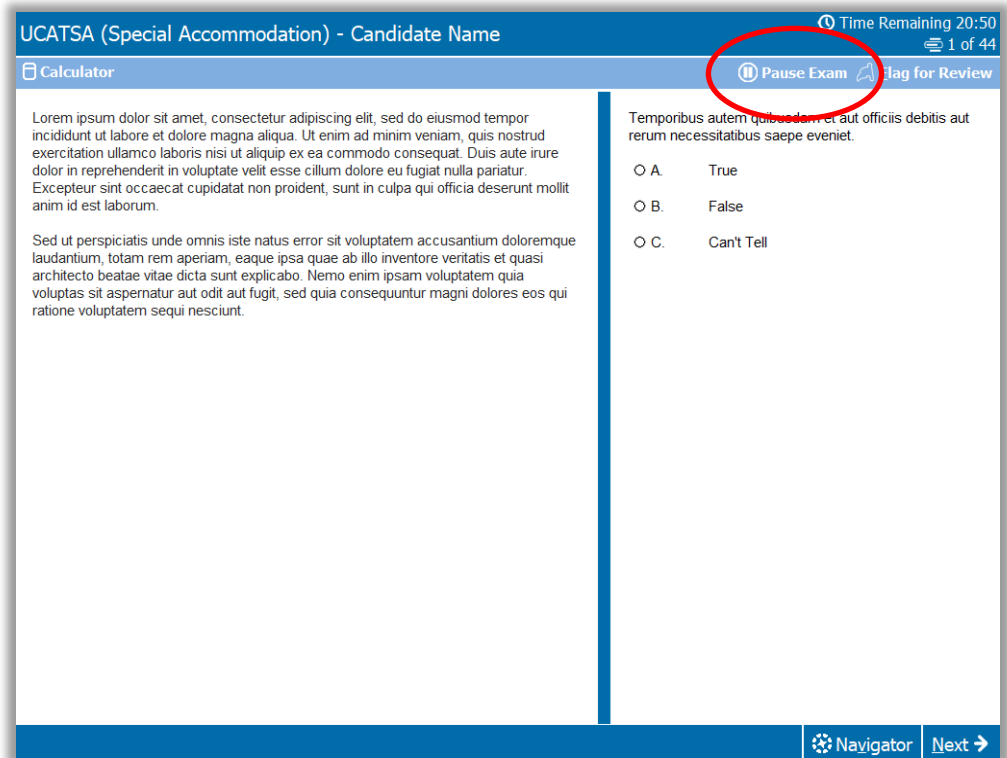 UCATSA (Special Accommodation) - Candidate Name
Time Remaining 20:50
1 of 44
Calculator
Pause Exam
Flag for Review
Lorem ipsum dolor sit amet, consectetur adipiscing elit, sed do eiusmod tempor
incididunt ut labore et dolore magna aliqua. Ut enim ad minim veniam, quis nostrud
exercitation ullamco laboris nisi ut aliquip ex ea commodo consequat. Duis aute irure
dolor in reprehenderit in voluptate velit esse cillum dolore eu fugiat nulla pariatur.
Excepteur sint occaecat cupidatat non proident, sunt in culpa qui officia deserunt mollit
anim id est laborum.
Sed ut perspiciatis unde omnis iste natus error sit voluptatem accusantium doloremque
laudantium, totam rem aperiam, eaque ipsa quae ab illo inventore veritatis et quasi
architecto beatae vitae dicta sunt explicabo. Nemo enim ipsam voluptatem quia
voluptas sit aspernatur aut odit aut fugit, sed quia consequuntur magni dolores eos qui
ratione voluptatem sequi nesciunt.
Temporibus autem quibusdam et aut officiis debitis aut
rerum necessitatibus saepe eveniet.
A. True
B. False
C. Can't Tell
Navigator
Next